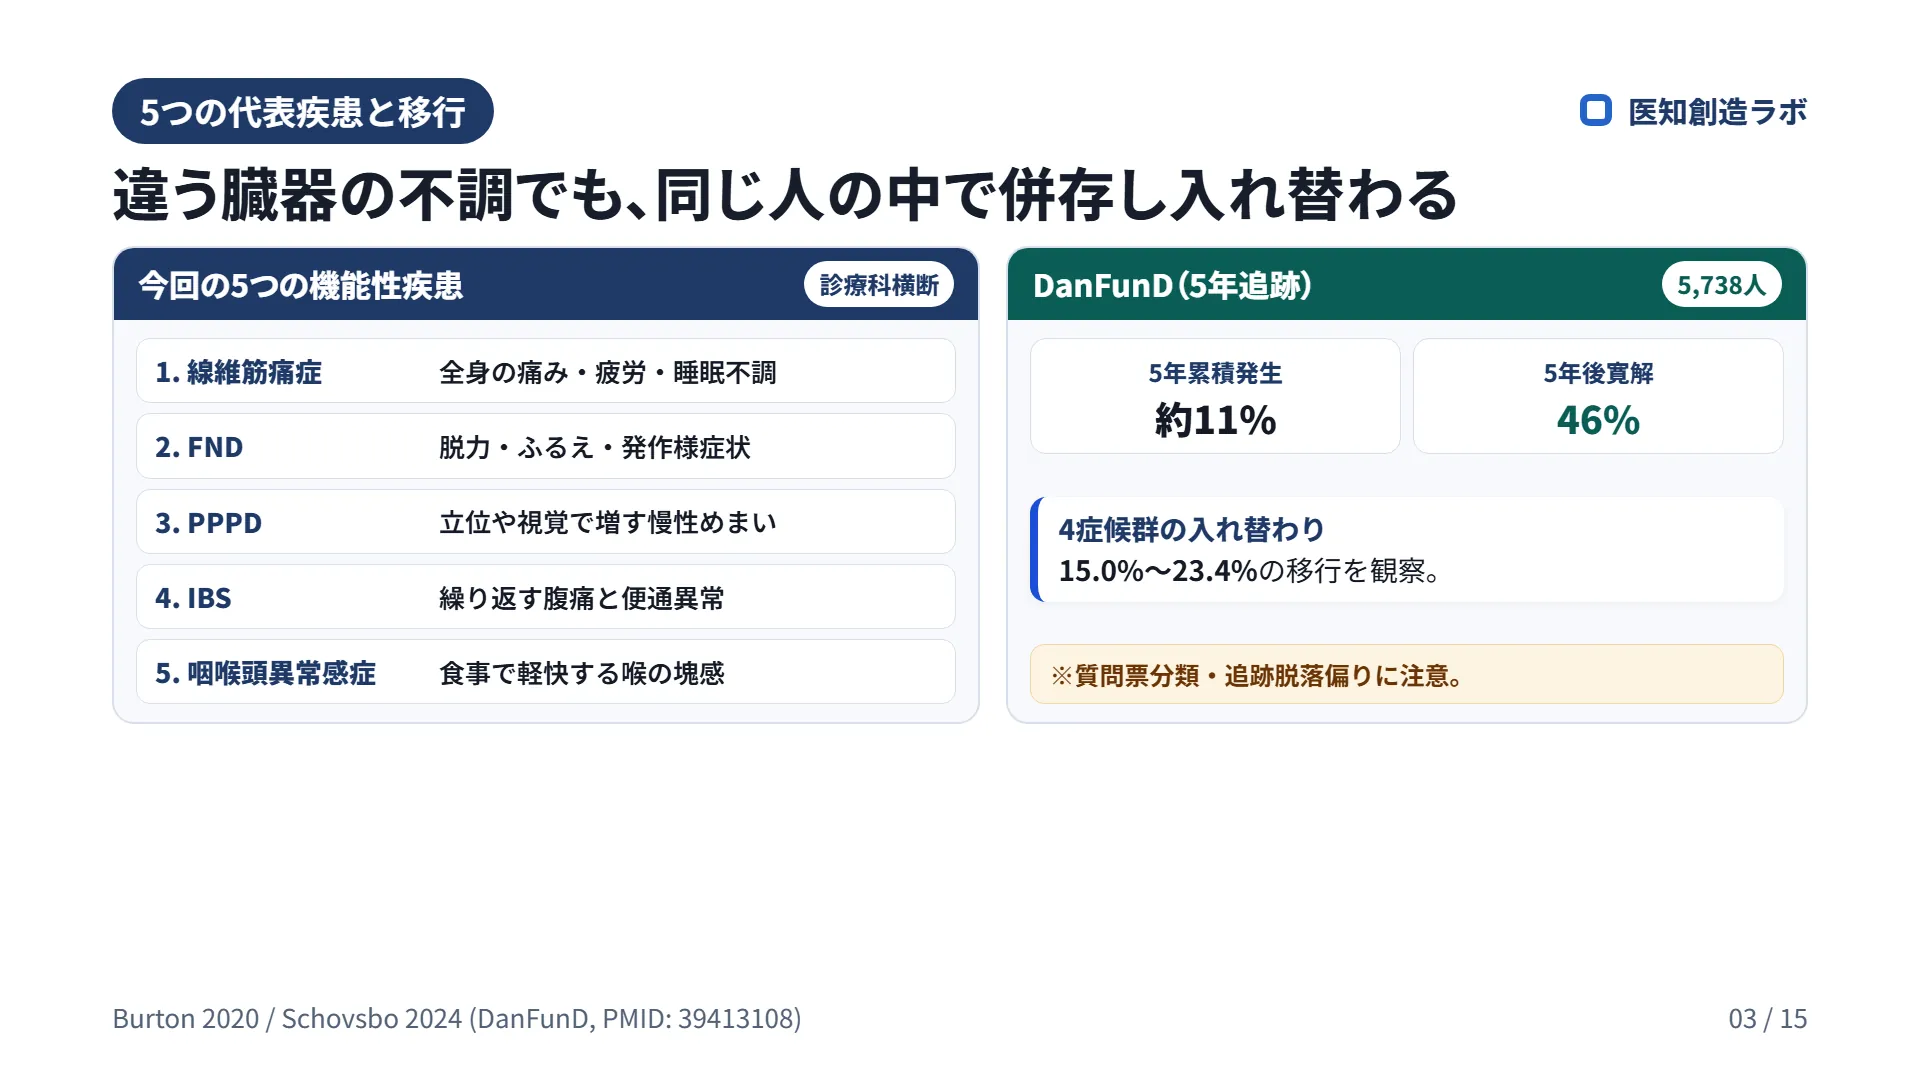 5つの代表疾患と移行
医知創造ラボ
違う臓器の不調でも、同じ人の中で併存し入れ替わる
今回の5つの機能性疾患
診療科横断
1. 線維筋痛症
全身の痛み・疲労・睡眠不調
2. FND
脱力・ふるえ・発作様症状
3. PPPD
立位や視覚で増す慢性めまい
4. IBS
繰り返す腹痛と便通異常
5. 咽喉頭異常感症
食事で軽快する喉の塊感
DanFunD（5年追跡）
5,738人
5年累積発生
約11%
5年後寛解
46%
4症候群の入れ替わり
15.0%〜23.4%の移行を観察。
※質問票分類・追跡脱落偏りに注意。
Burton 2020 / Schovsbo 2024 (DanFunD, PMID: 39413108)
03 / 15